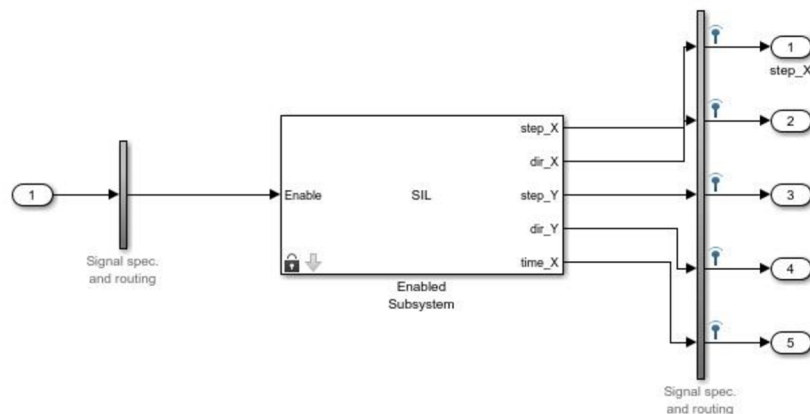 1
step_X
2
3
4
5
1
Signal spec.
and routing
Enable
SIL
step_X
dir_X
step_Y
dir_Y
time_X
Enabled
Subsystem
Signal spec.
and routing